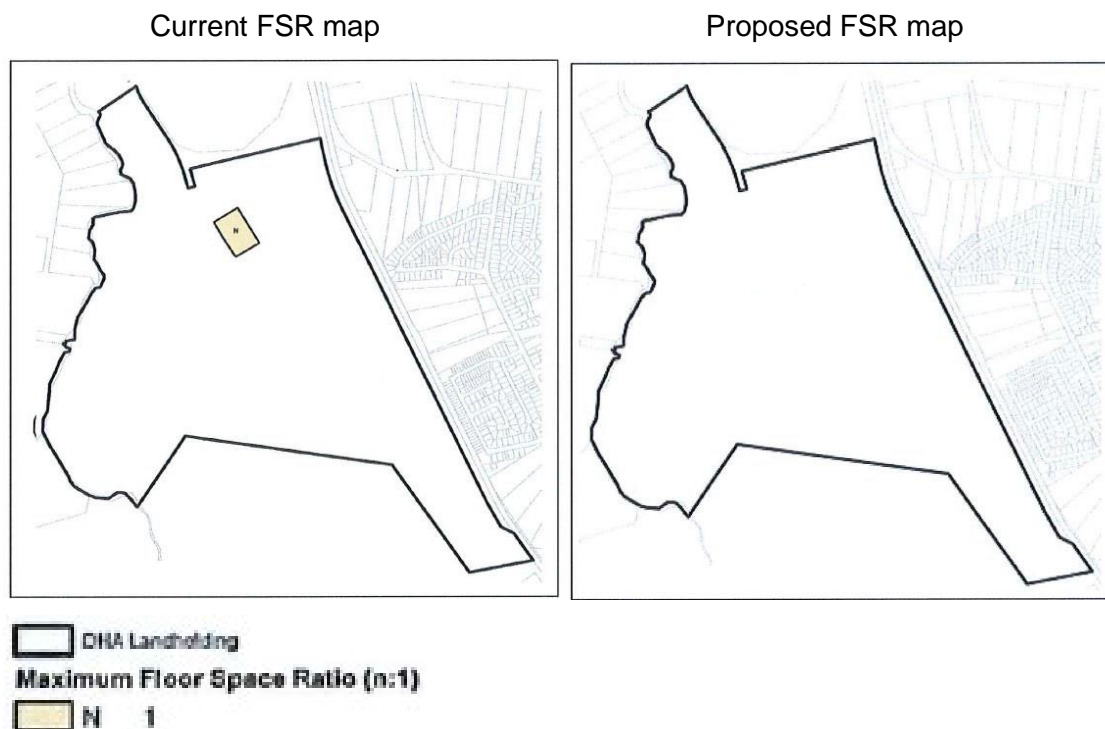 Current FSR map
Proposed FSR map
N
DHA Landholding
Maximum Floor Space Ratio (n:1)
N 1